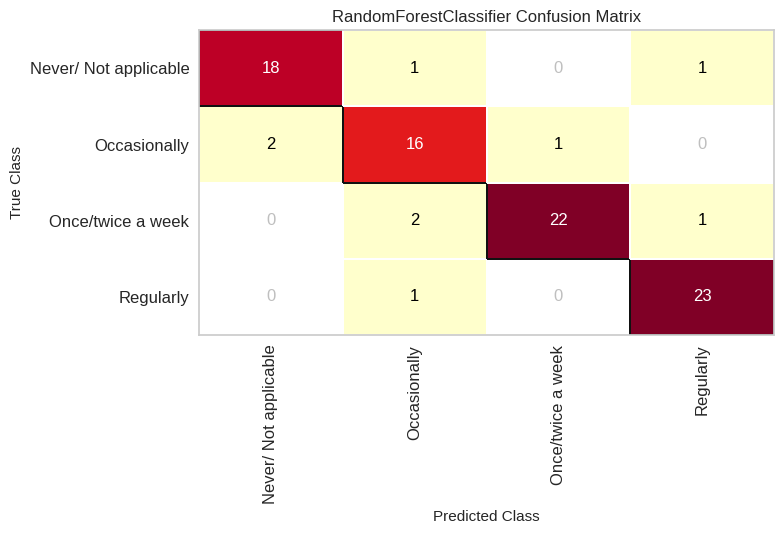 RandomForestClassifier Confusion Matrix
True Class
Never/ Not applicable 18 1 0 1
Occasionally 2 16 1 0
Once/twice a week 0 2 22 1
Regularly 0 1 0 23
Never/ Not applicable
Occasionally
Once/twice a week
Regularly
Predicted Class